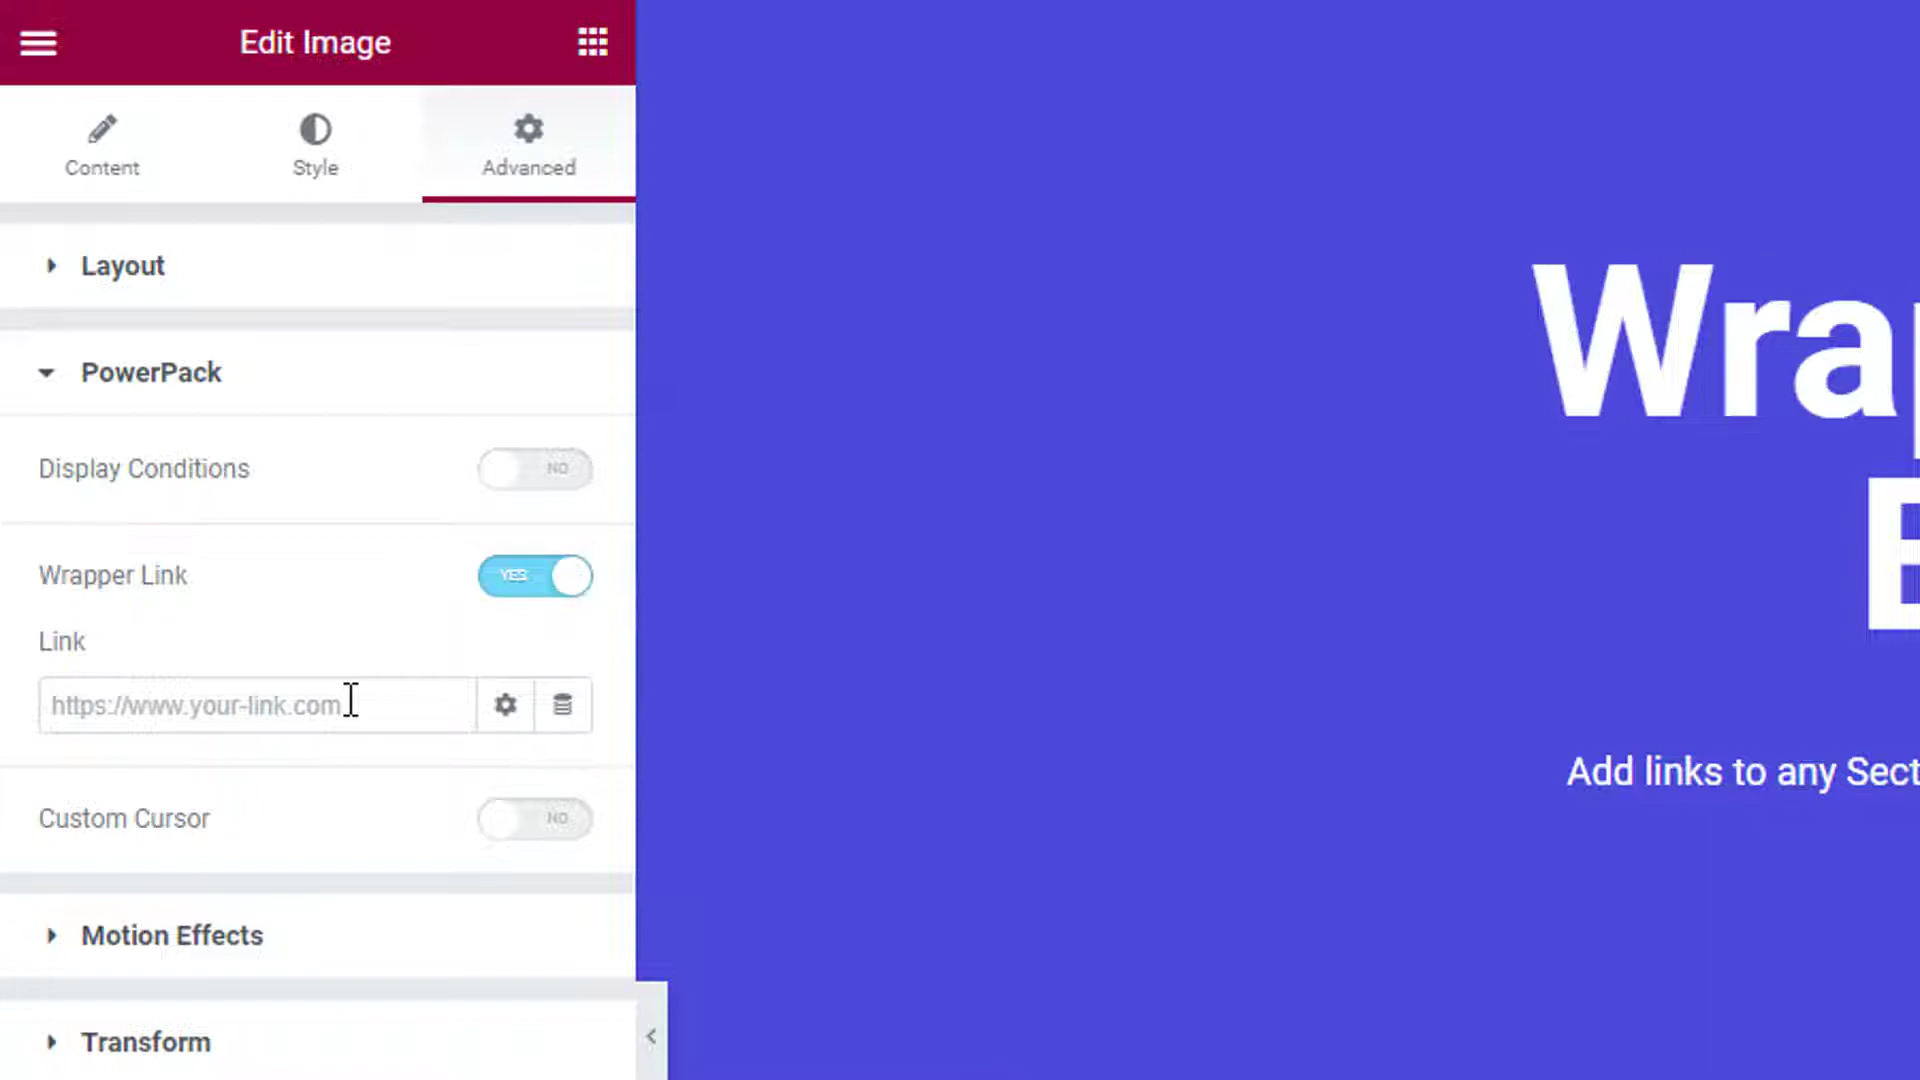 Edit Image
Content
Style
Advanced
Layout
PowerPack
Display Conditions
NO
Wrapper Link
YES
Link
https://www.your-link.com
Custom Cursor
NO
Motion Effects
Transform
Wrap
E
Add links to any Sect